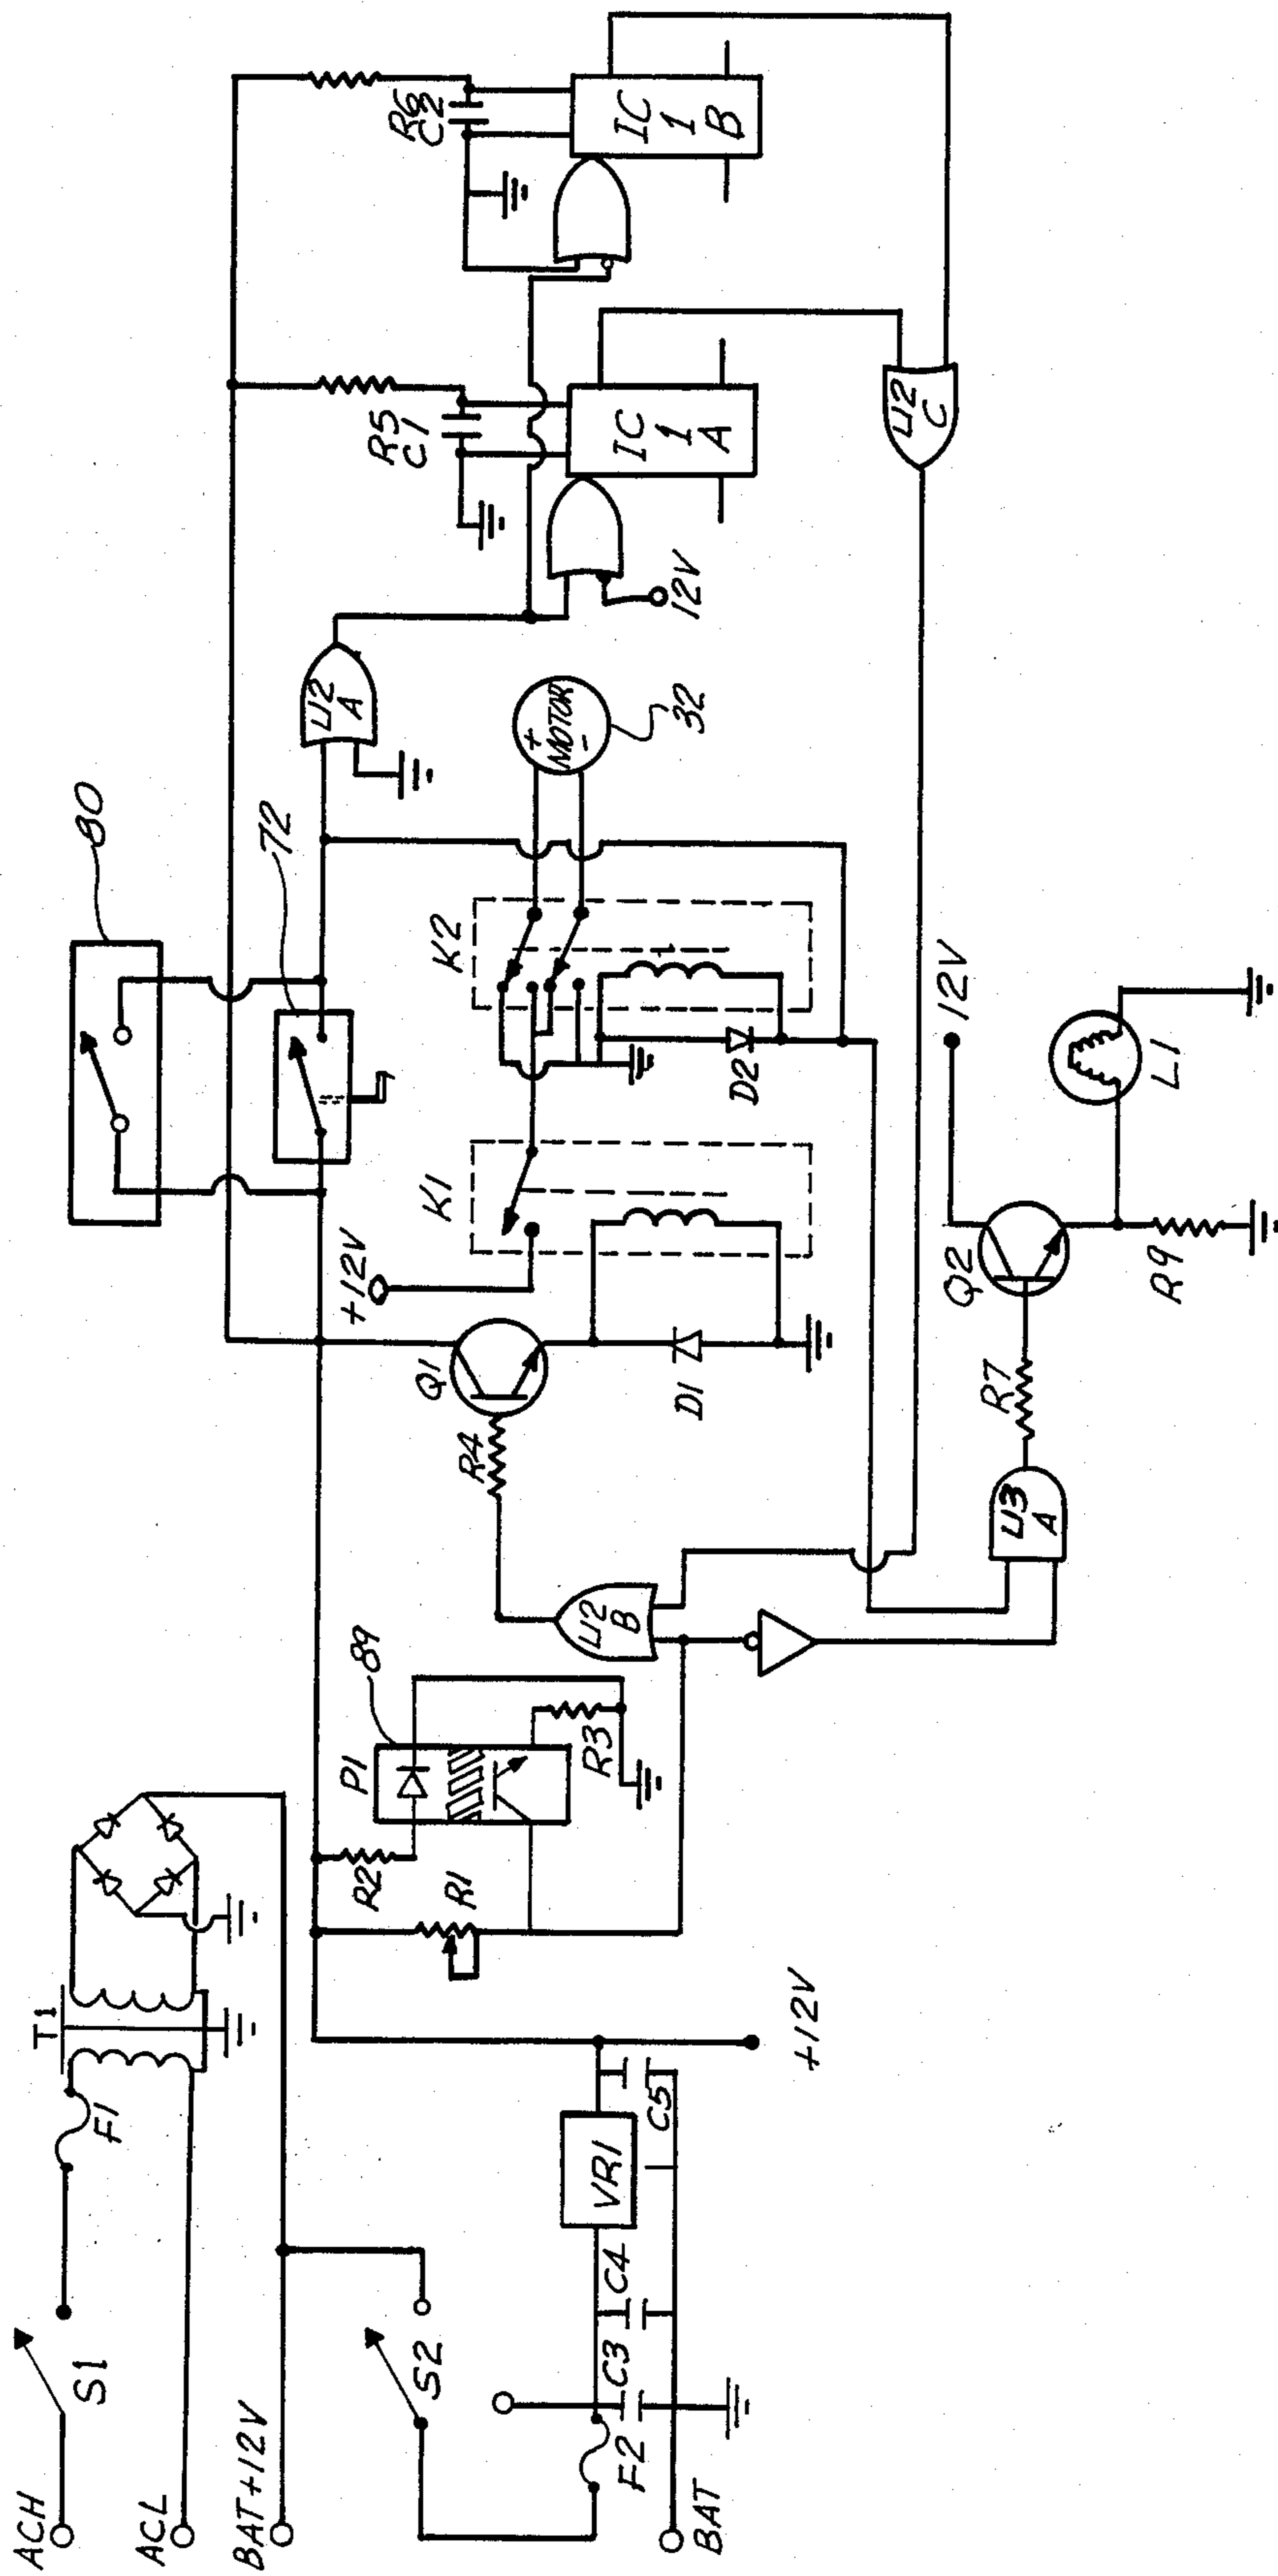 ACH
S1
F1
T1
ACL
BAT+12V
S2
F2
C3
C4
VR1
C5
BAT
+12V
R1
R2
P1
89
R3
U2
B
R4
Q1
D1
+12V
K1
K2
D2
80
72
MOTOR
+
-
32
U2
A
12V
R5
C1
IC
1
A
R6
C2
IC
1
B
U2
C
U3
A
R7
Q2
R9
12V
L1